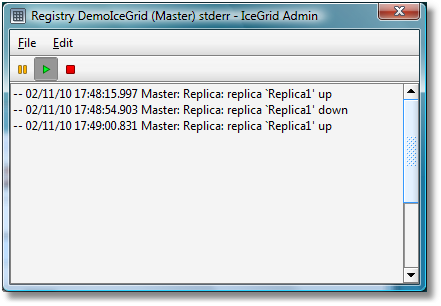 Registry DemoIceGrid (Master) stderr - IceGrid Admin
File Edit
-- 02/11/10 17:48:15.997 Master: Replica: replica `Replica1' up
-- 02/11/10 17:48:54.903 Master: Replica: replica `Replica1' down
-- 02/11/10 17:49:00.831 Master: Replica: replica `Replica1' up